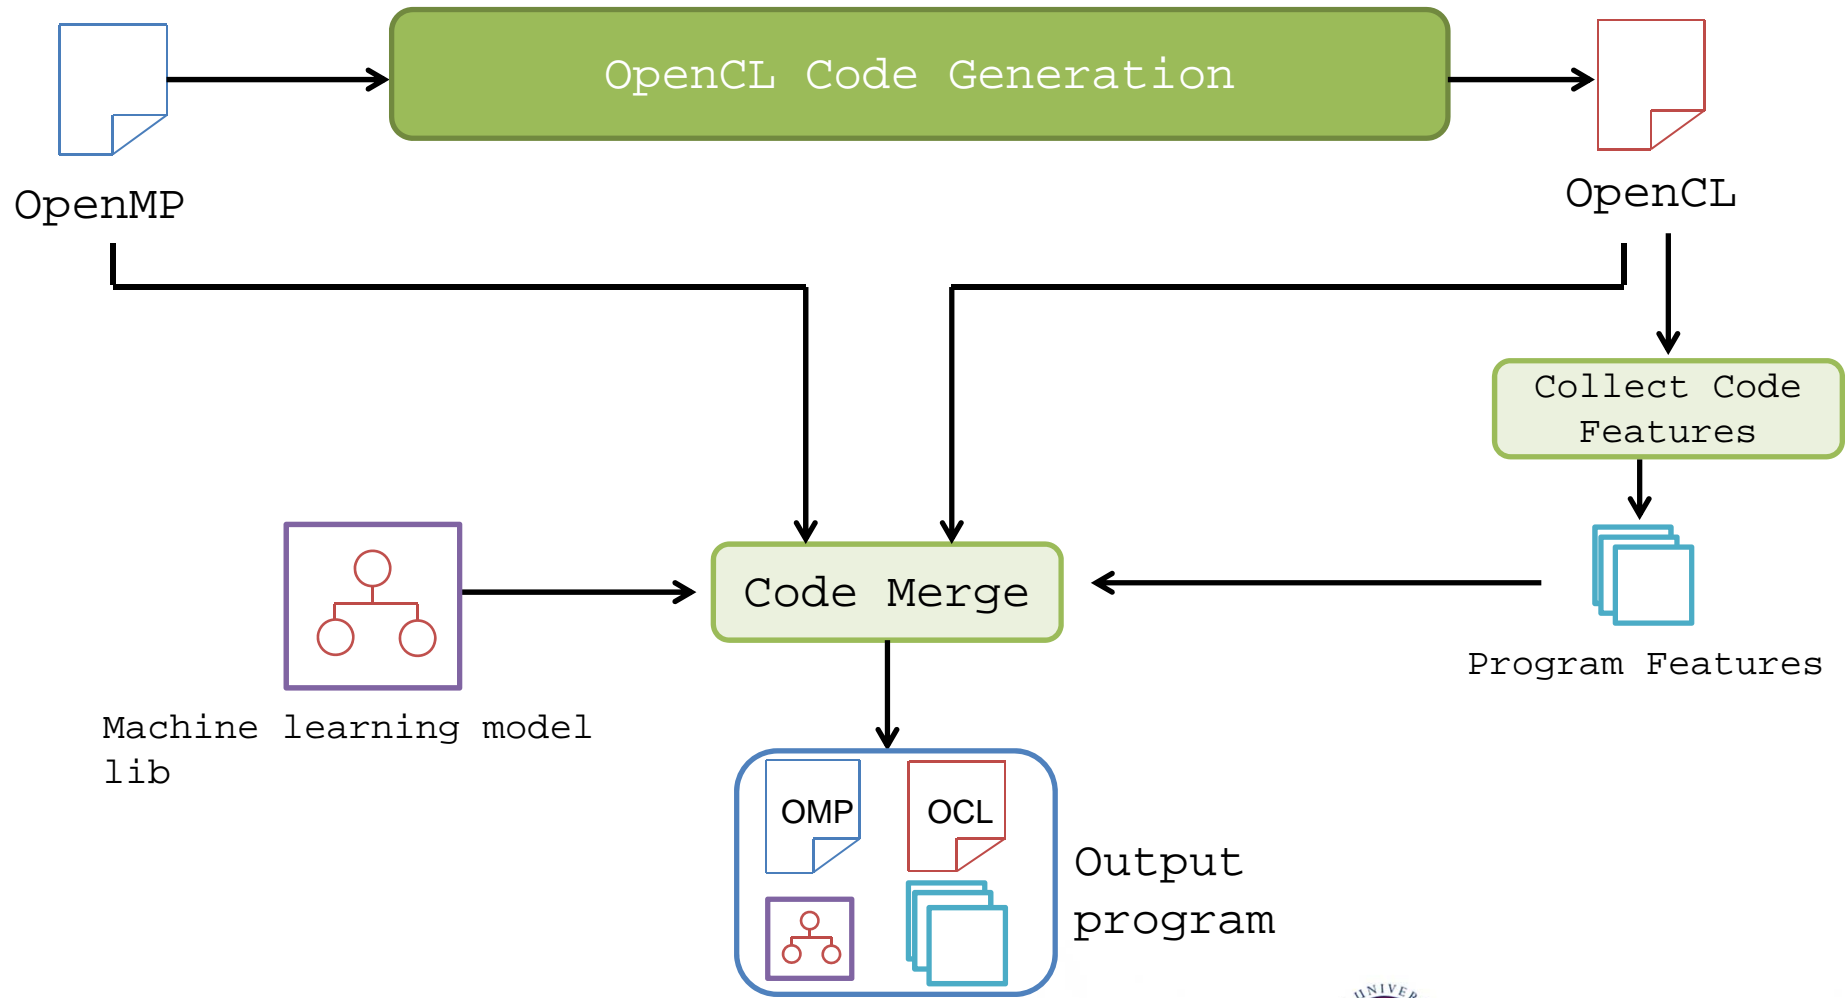 OpenCL Code Generation
OpenMP
OpenCL
Collect Code
Features
Code Merge
Program Features
Machine learning model
lib
OMP
OCL
Output
program